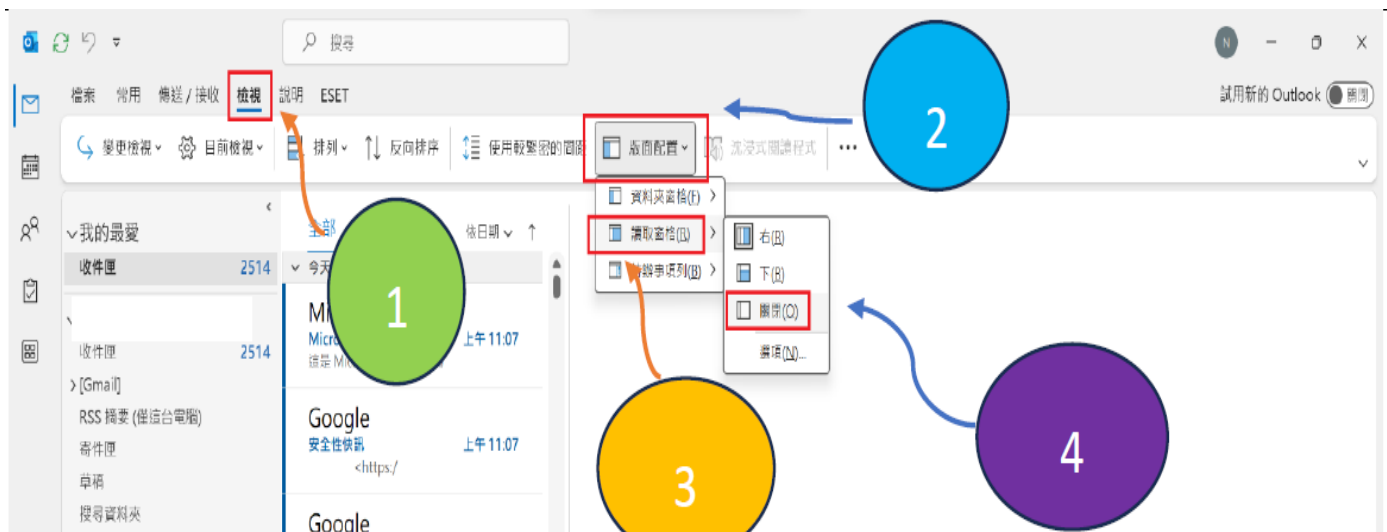 搜尋
N
檔案 常用 傳送 / 接收 檢視 說明 ESET
試用新的 Outlook 關閉
變更檢視 目前檢視 排列 反向排序 使用較緊密的間距 版面配置 沈浸式閱讀程式 •••
2
我的最愛
收件匣 2514
全部 依日期
資料夾窗格(F)
讀取窗格(R)
待辦事項列(B)
右(R)
下(B)
關閉(O)
選項(N)...
今天
1
Micro
上午 11:07
這是 Mic
收件匣 2514
[Gmail]
RSS 摘要 (僅這台電腦)
寄件匣
草稿
搜尋資料夾
Google
安全性快訊 上午 11:07
<https:/
Google
3
4